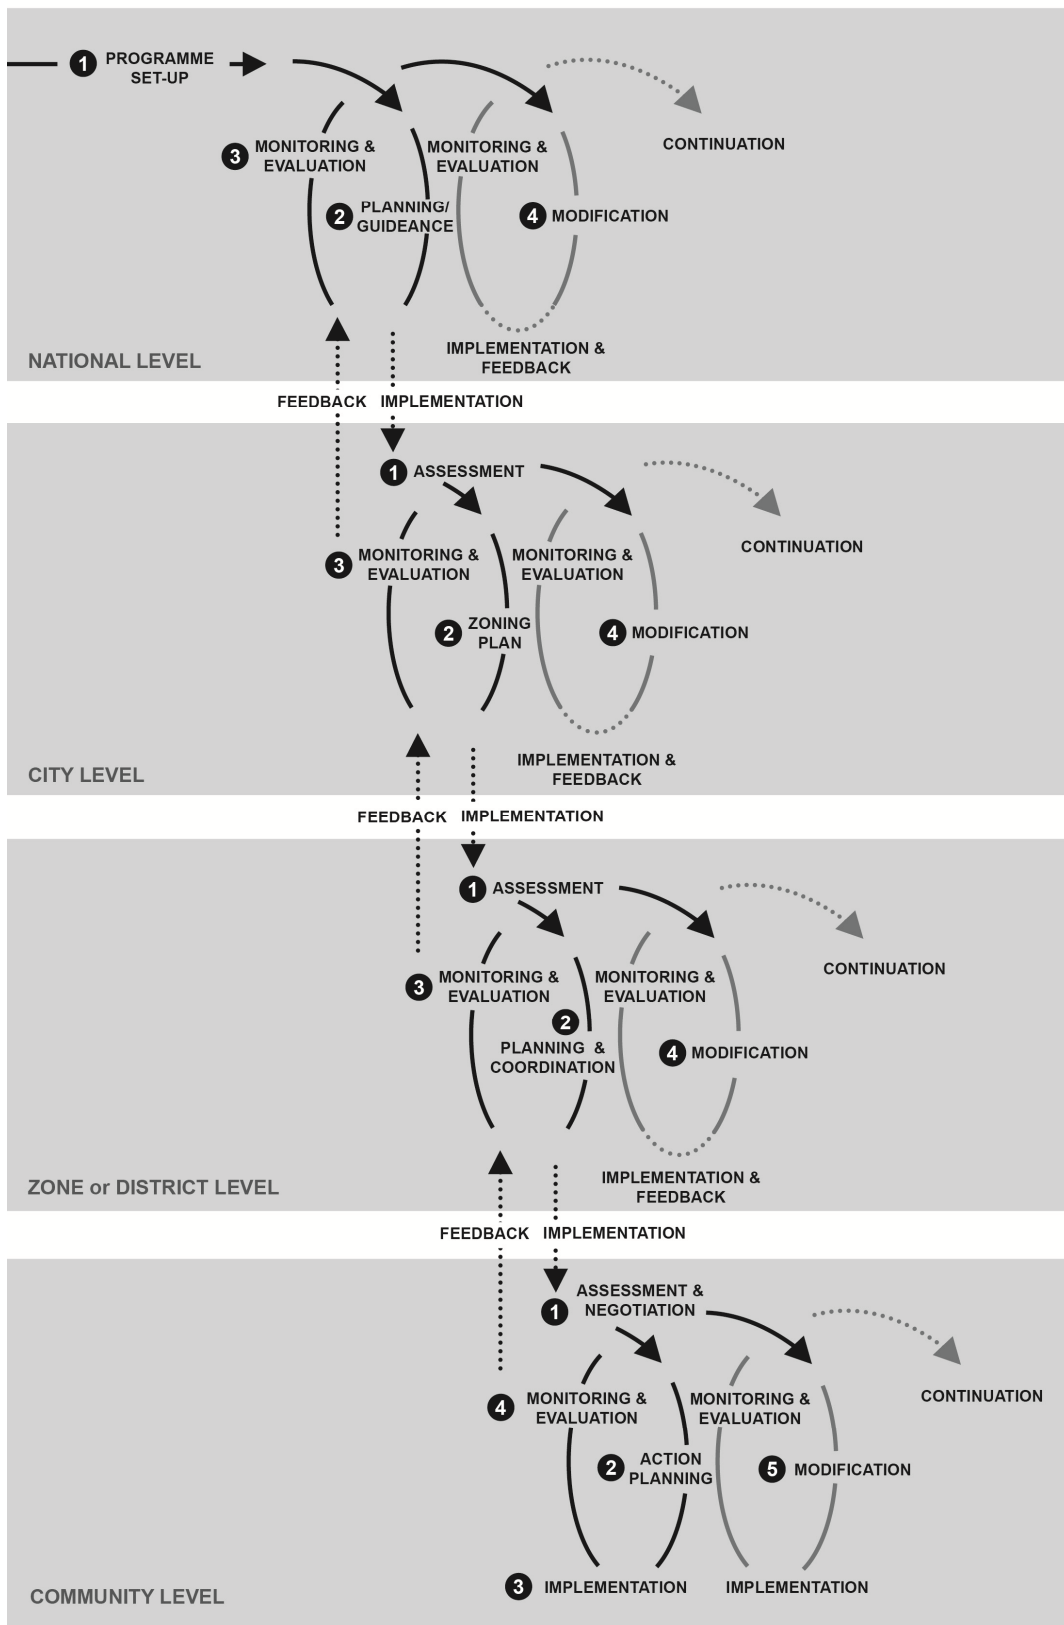 1 PROGRAMME
SET-UP
CONTINUATION
3 MONITORING &
EVALUATION
MONITORING &
EVALUATION
2 PLANNING/
GUIDEANCE
4 MODIFICATION
IMPLEMENTATION &
FEEDBACK
NATIONAL LEVEL
FEEDBACK IMPLEMENTATION
1 ASSESSMENT
CONTINUATION
3 MONITORING &
EVALUATION
MONITORING &
EVALUATION
2 ZONING
PLAN
4 MODIFICATION
IMPLEMENTATION &
FEEDBACK
CITY LEVEL
FEEDBACK IMPLEMENTATION
1 ASSESSMENT
CONTINUATION
3 MONITORING &
EVALUATION
MONITORING &
EVALUATION
2
PLANNING &
COORDINATION
4 MODIFICATION
IMPLEMENTATION &
FEEDBACK
ZONE or DISTRICT LEVEL
FEEDBACK IMPLEMENTATION
1 ASSESSMENT &
NEGOTIATION
CONTINUATION
4 MONITORING &
EVALUATION
MONITORING &
EVALUATION
2 ACTION
PLANNING
5 MODIFICATION
3 IMPLEMENTATION
IMPLEMENTATION
COMMUNITY LEVEL